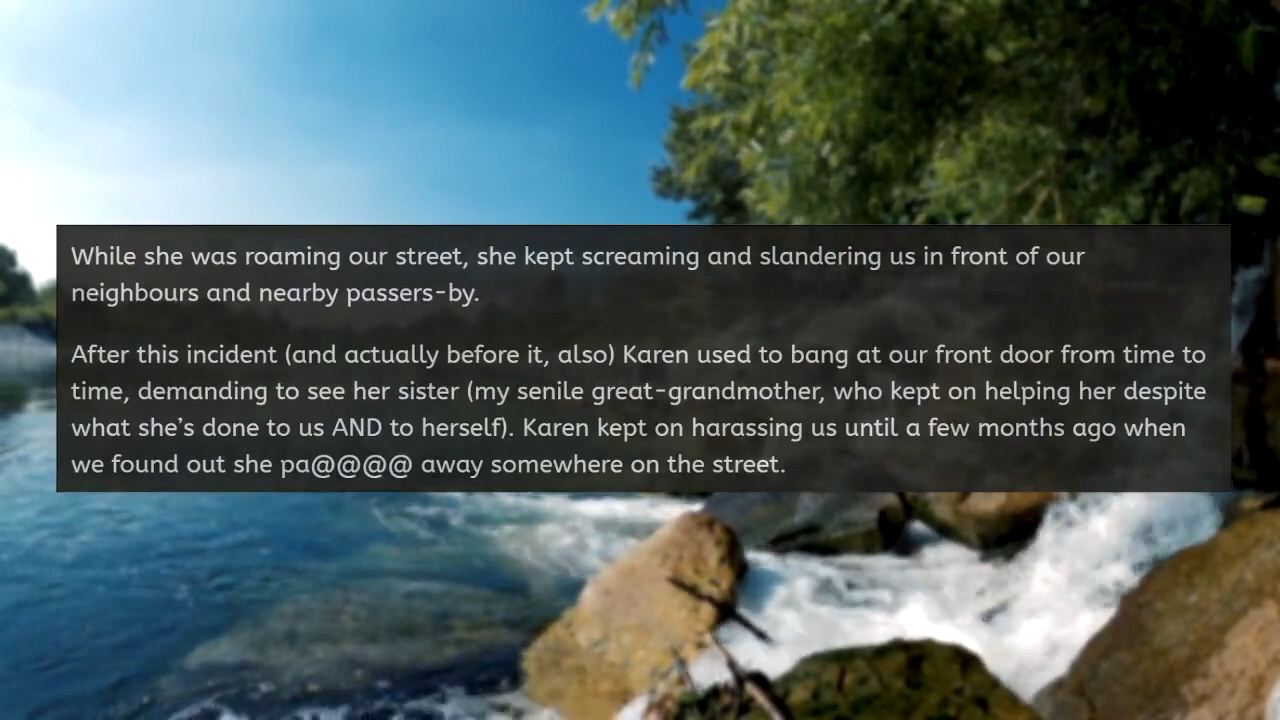 While she was roaming our street, she kept screaming and slandering us in front of our
neighbours and nearby passers-by.
After this incident (and actually before it, also) Karen used to bang at our front door from time to
time, demanding to see her sister (my senile great-grandmother, who kept on helping her despite
what she’s done to us AND to herself). Karen kept on harassing us until a few months ago when
we found out she pa@@@@ away somewhere on the street.